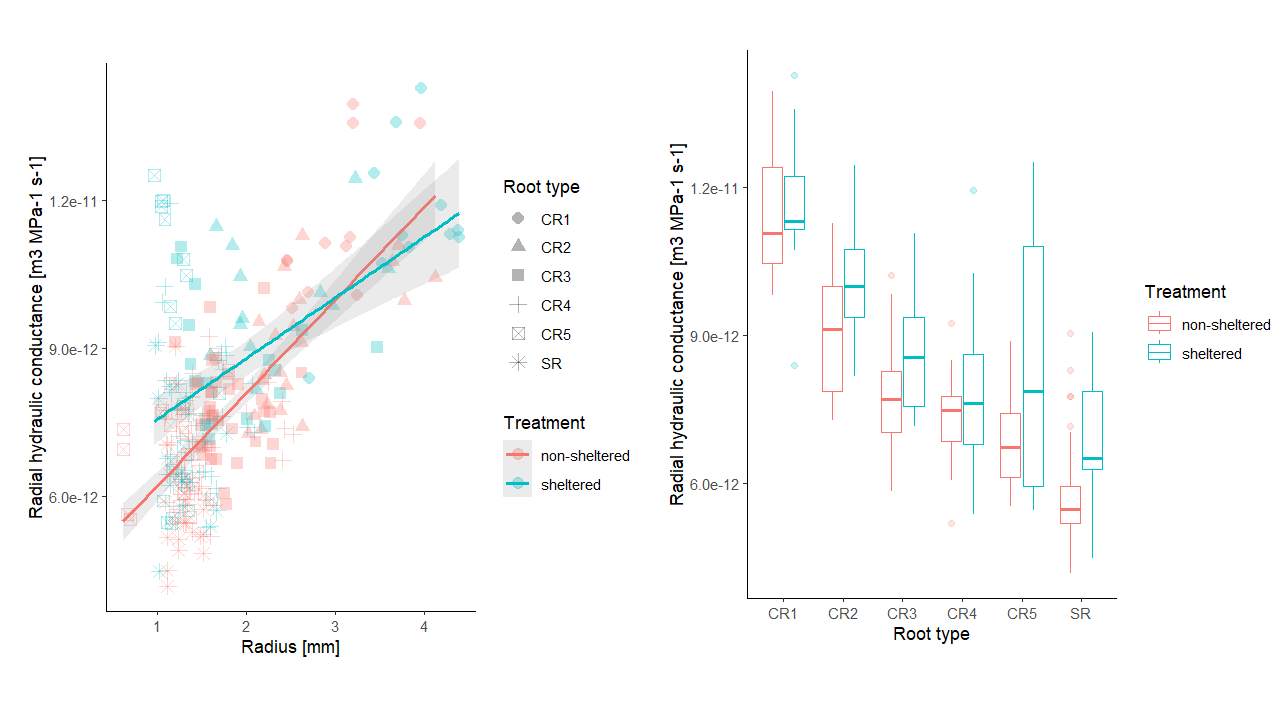 Radial hydraulic conductance [m3 MPa-1 s-1]
1.2e-11
9.0e-12
6.0e-12
1
2
3
4
Radius [mm]
Root type
CR1
CR2
CR3
CR4
CR5
SR
Treatment
non-sheltered
sheltered
Radial hydraulic conductance [m3 MPa-1 s-1]
1.2e-11
9.0e-12
6.0e-12
CR1
CR2
CR3
CR4
CR5
SR
Root type
Treatment
non-sheltered
sheltered